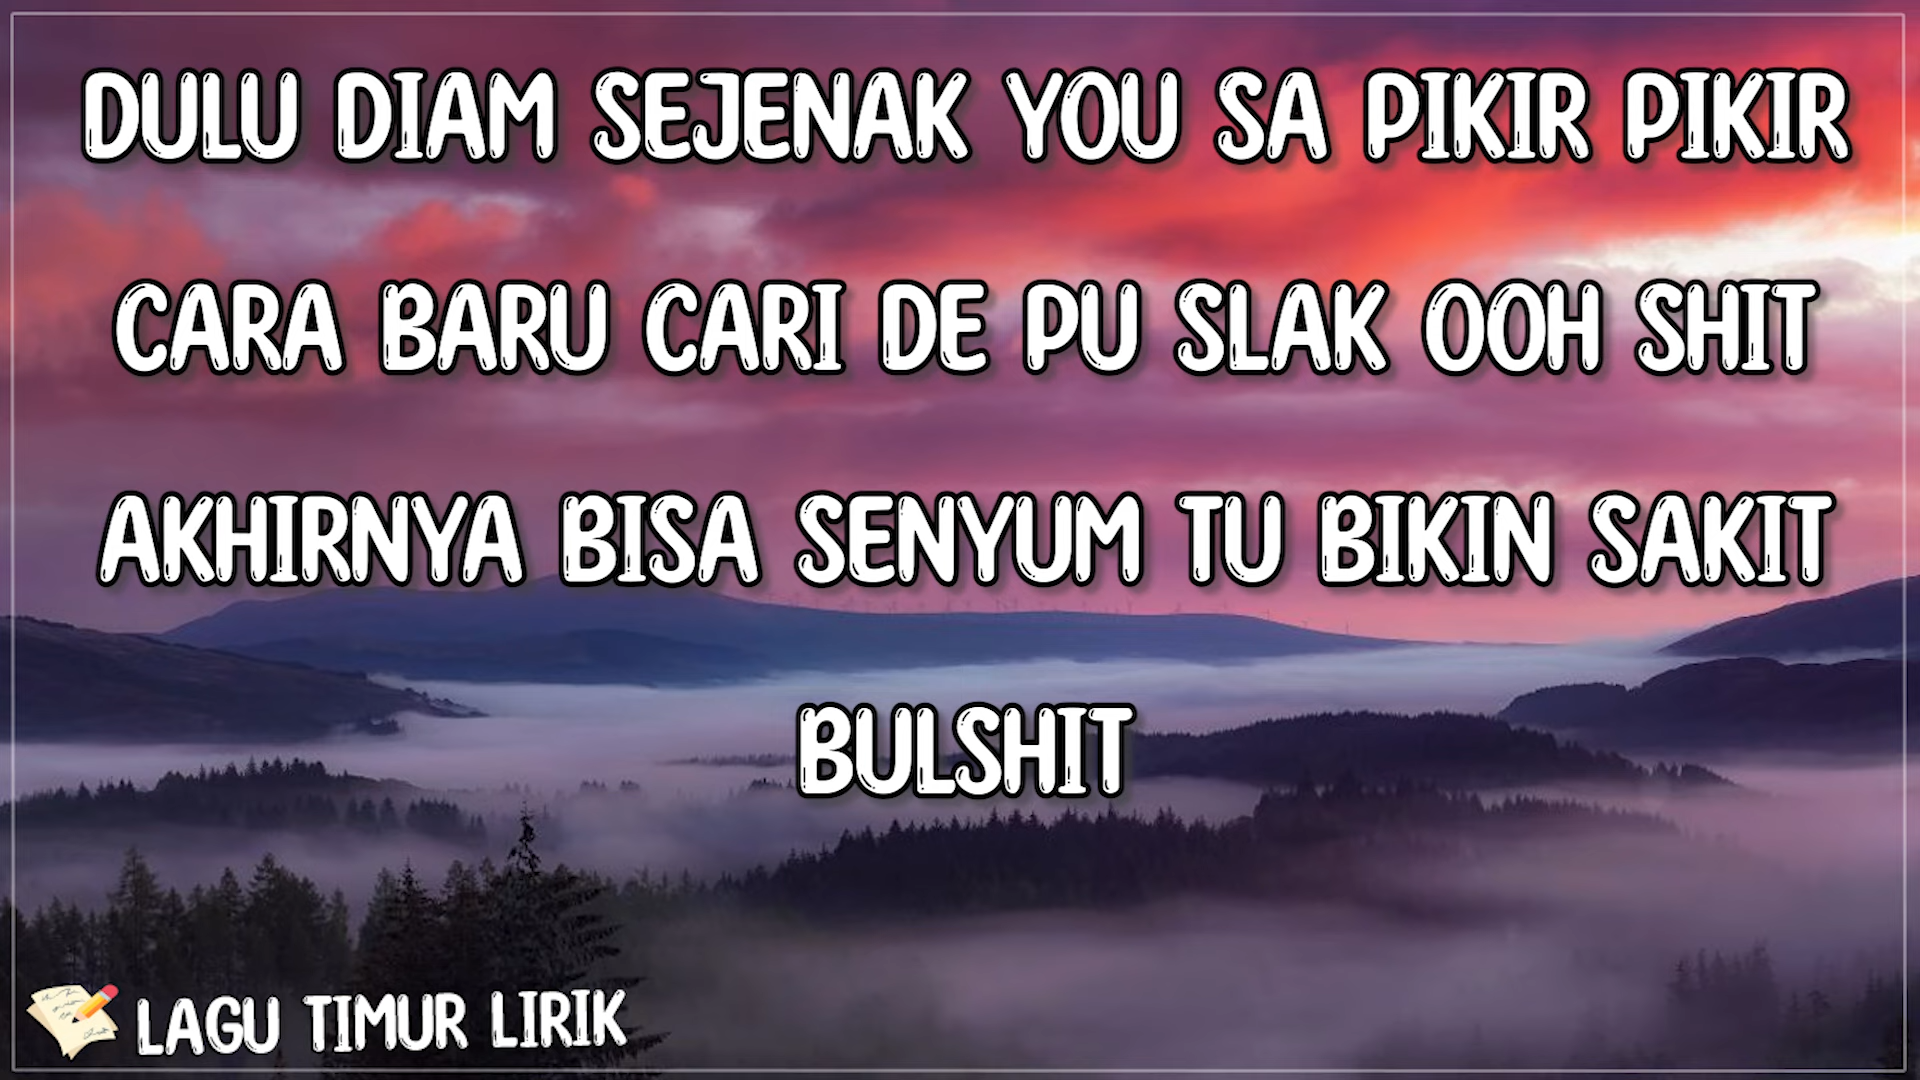 DULU DIAM SEJENAK YOU SA PIKIR PIKIR
CARA BARU CARI DE PU SLAK OOH SHIT
AKHIRNYA BISA SENYUM TU BIKIN SAKIT
BULSHIT
LAGU TIMUR LIRIK